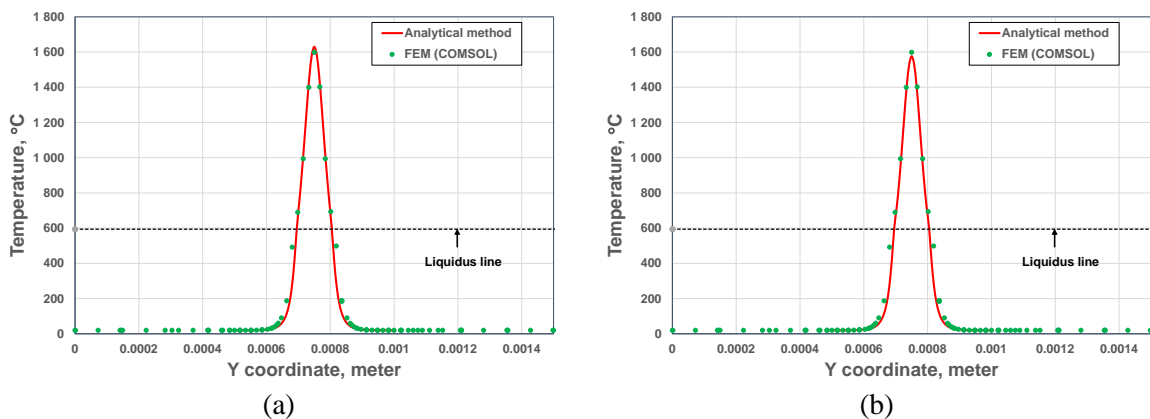 1 800
1 600
1 400
1 200
1 000
800
600
400
200
0
Temperature, °C
Analytical method
FEM (COMSOL)
Liquidus line
0 0.0002 0.0004 0.0006 0.0008 0.001 0.0012 0.0014
Y coordinate, meter
(a)
1 800
1 600
1 400
1 200
1 000
800
600
400
200
0
Temperature, °C
Analytical method
FEM (COMSOL)
Liquidus line
0 0.0002 0.0004 0.0006 0.0008 0.001 0.0012 0.0014
Y coordinate, meter
(b)